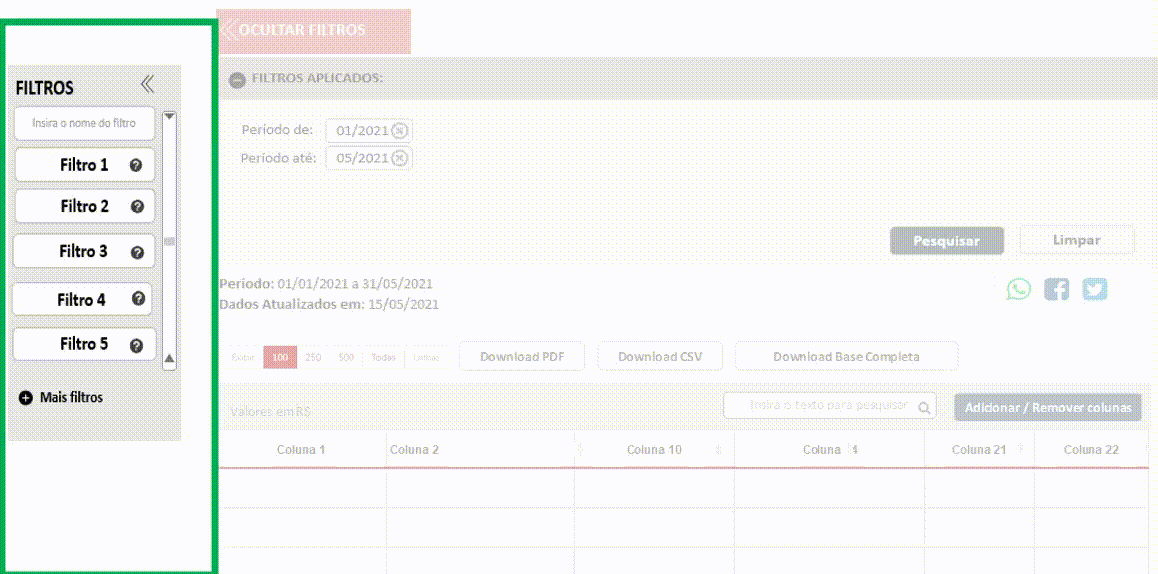 OCULTAR FILTROS
FILTROS
Insira o nome do filtro
Filtro 1
Filtro 2
Filtro 3
Filtro 4
Filtro 5
Mais filtros
FILTROS APLICADOS:
Período de: 01/2021
Período até: 05/2021
Pesquisar Limpar
Período: 01/01/2021 a 31/05/2021
Dados Atualizados em: 15/05/2021
Exibir 100 250 500 Todos Linhas Download PDF Download CSV Download Base Completa
Valores em R$ Insira o texto para pesquisar Adicionar / Remover colunas
Coluna 1 Coluna 2 Coluna 10 Coluna 4 Coluna 21 Coluna 22